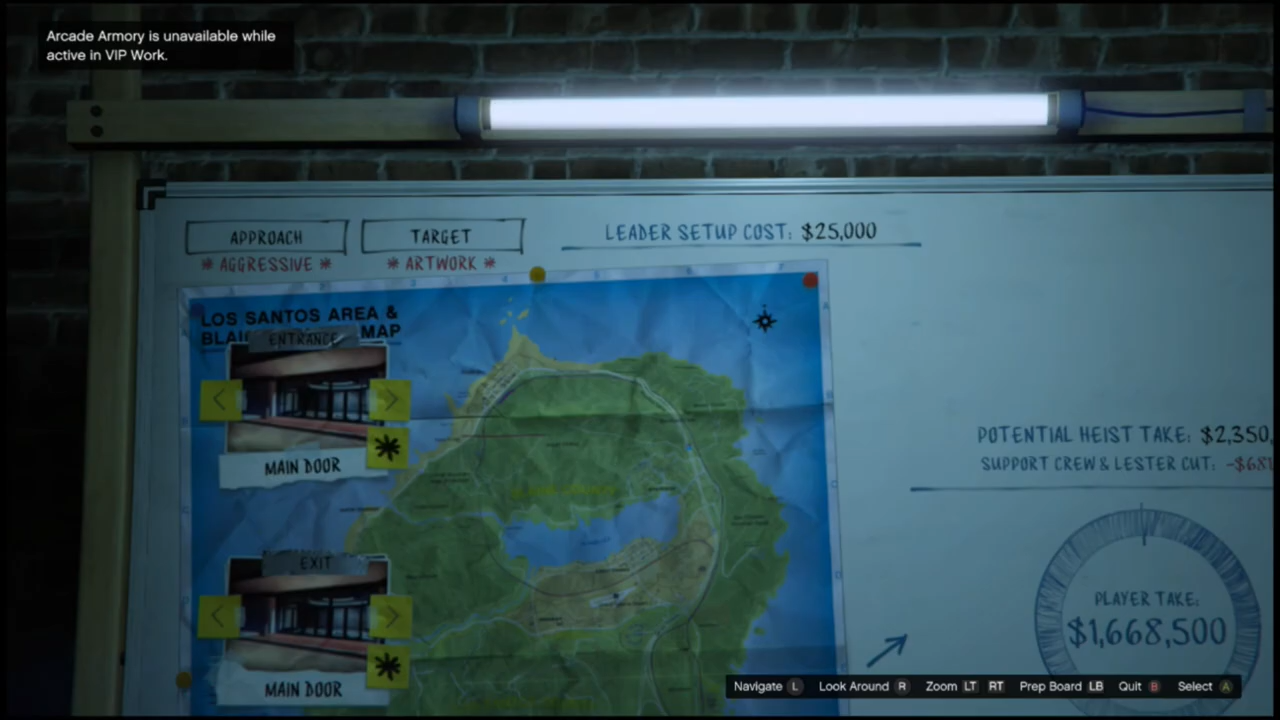 Arcade Armory is unavailable while
active in VIP Work.
APPROACH
TARGET
LEADER SETUP COST: $25,000
* AGGRESSIVE *
* ARTWORK *
LOS SANTOS AREA &
MAP
ENTRANCE
MAIN DOOR
POTENTIAL HEIST TAKE: $2,350,
SUPPORT CREW & LESTER CUT: -$681
EXIT
MAIN DOOR
PLAYER TAKE:
$1,668,500
Navigate L Look Around R Zoom LT RT Prep Board LB Quit B Select A